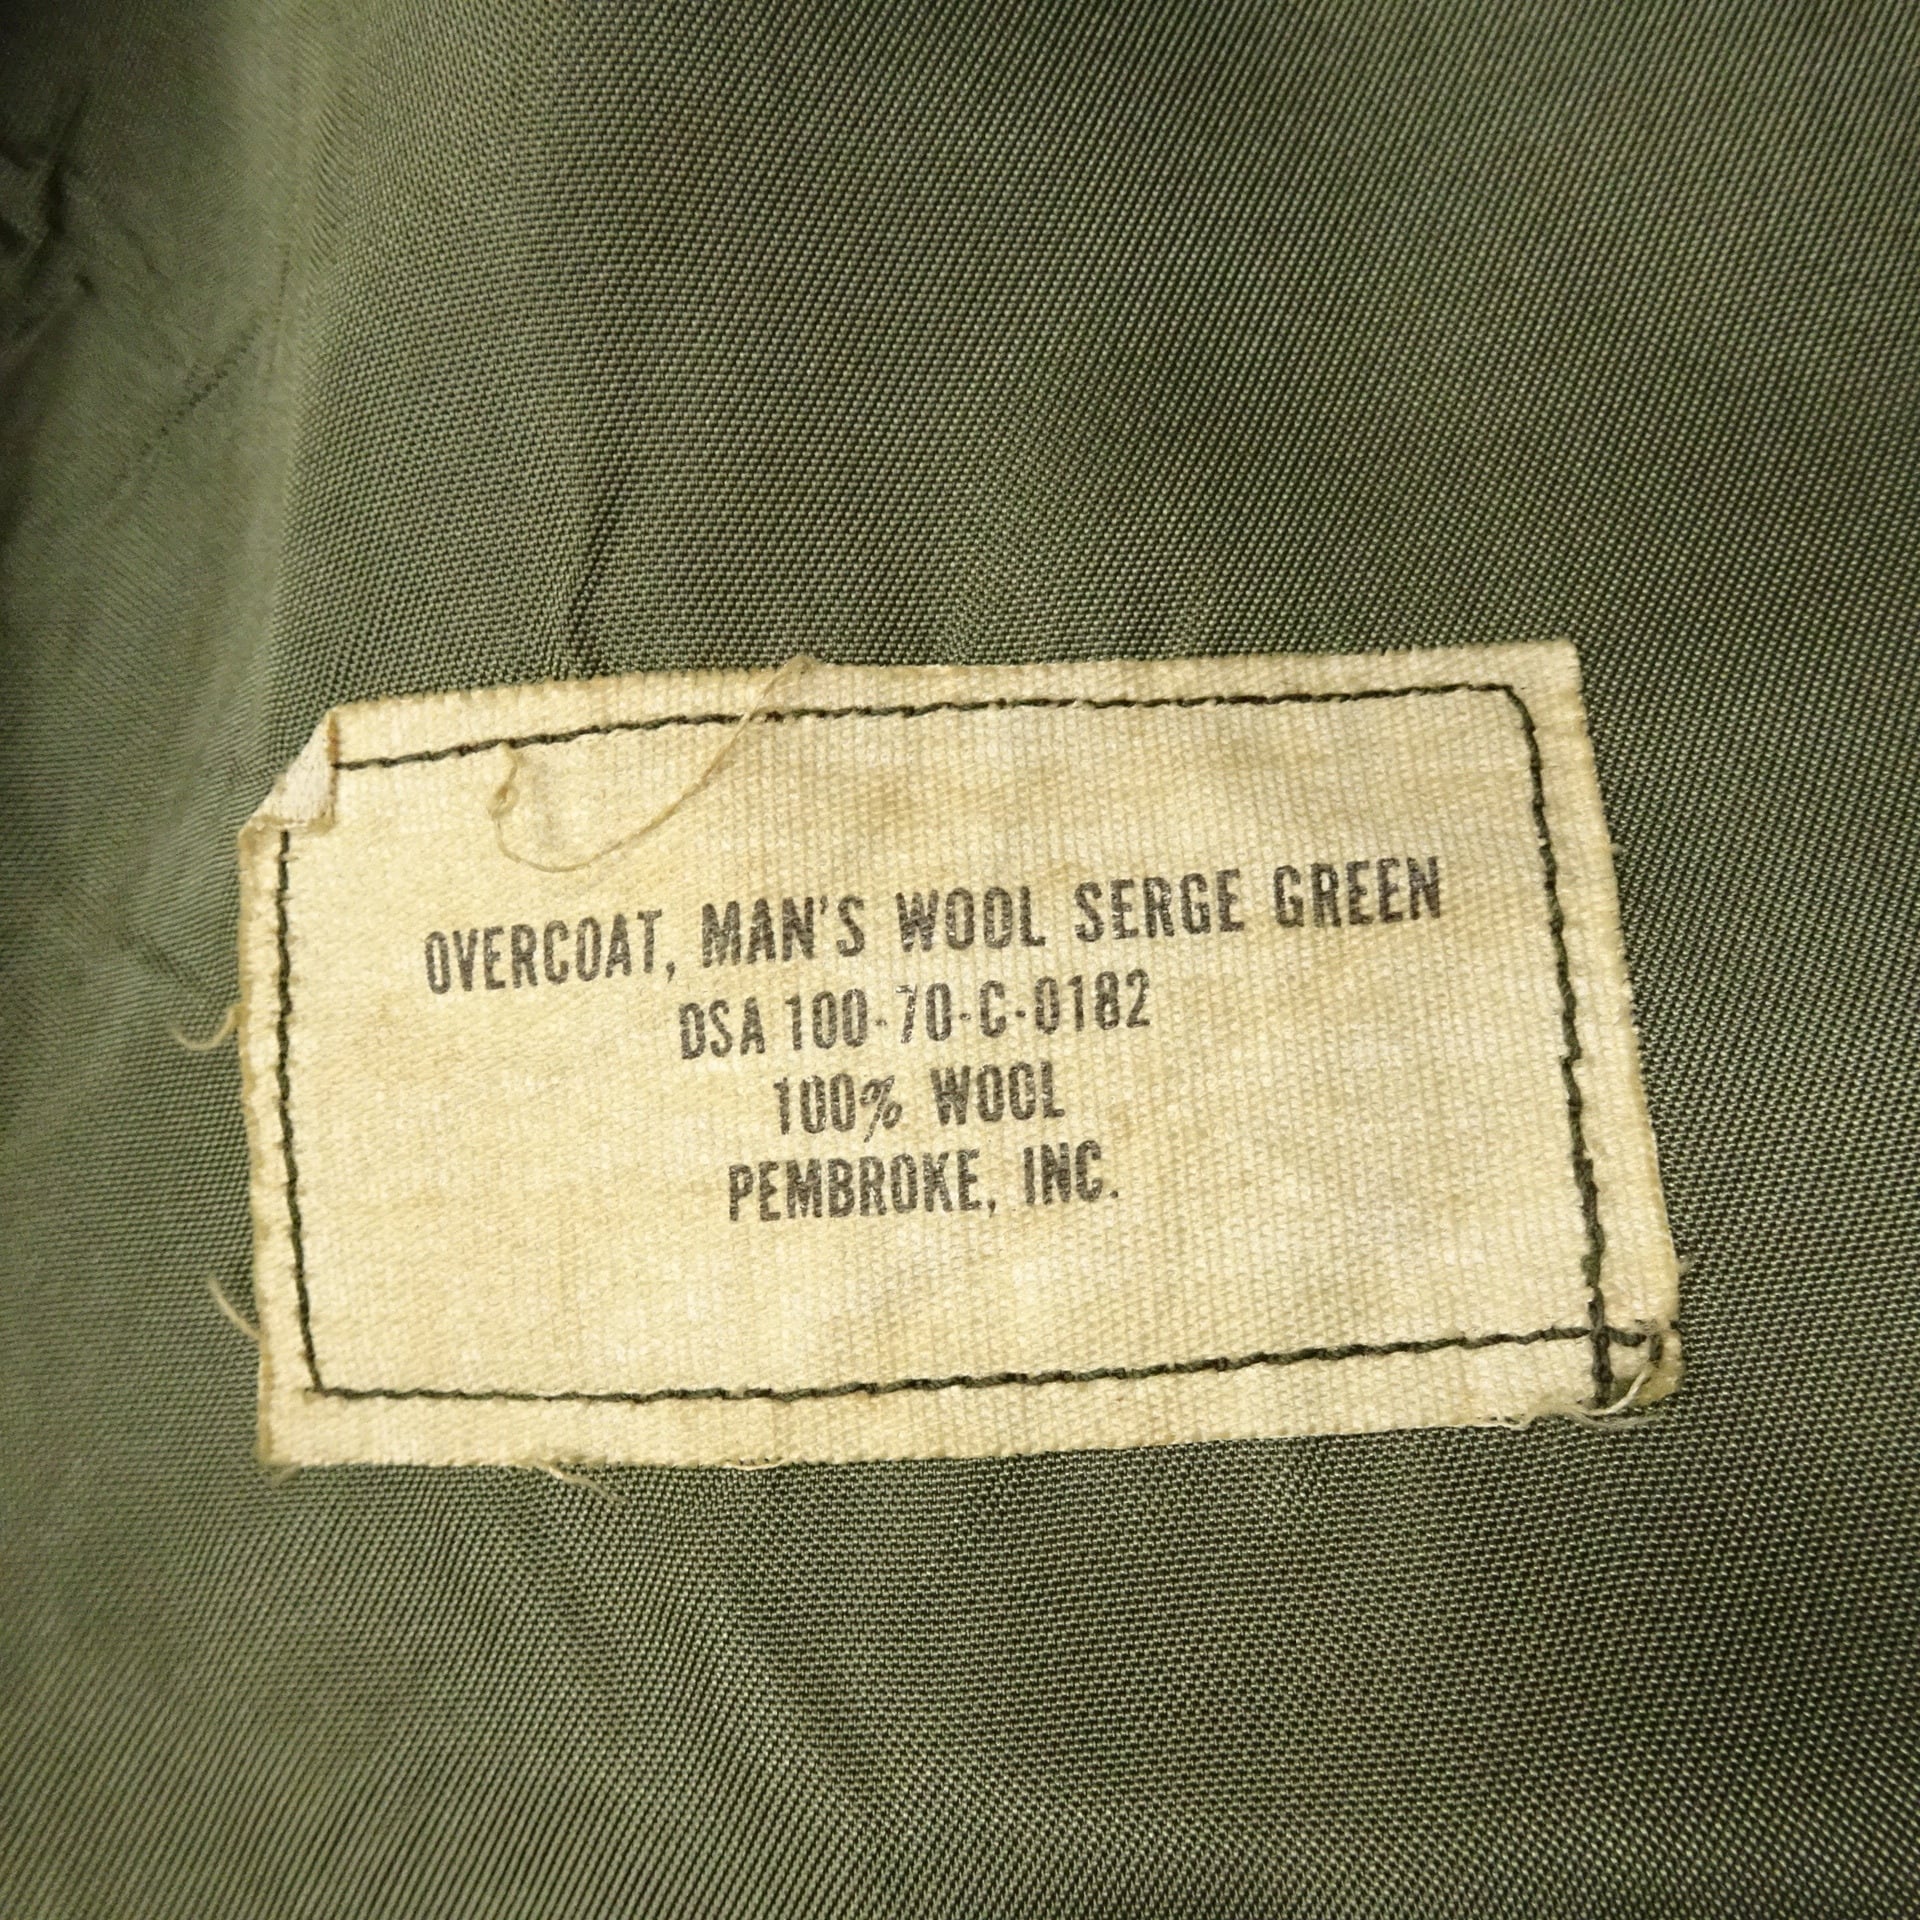 OVERCOAT, MAN'S WOOL SERGE GREEN
DSA 100-70-C-0182
100% WOOL
PEMBROKE, INC.